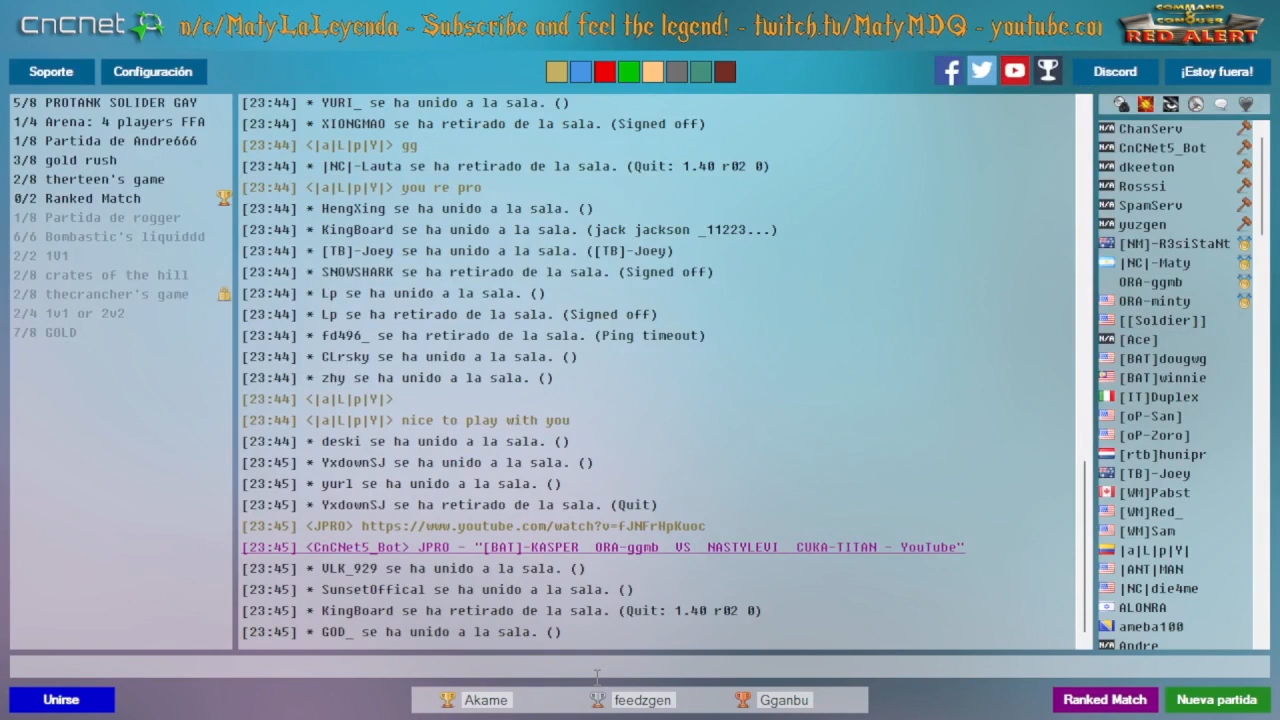 CnCNet
n/c/MatyLaLeyenda - Subscribe and feel the legend! - twitch.tv/MatyMDQ - youtube.com
COMMAND & CONQUER RED ALERT
Soporte
Configuración
Discord
¡Estoy fuera!
5/8 PROTANK SOLIDER GAY
1/4 Arena: 4 players FFA
1/8 Partida de Andre666
3/8 gold rush
2/8 therteen's game
0/2 Ranked Match
1/8 Partida de rogger
6/6 Bombastic's liquiddd
2/2 1V1
2/8 crates of the hill
2/8 thecrancher's game
2/4 1v1 or 2v2
7/8 GOLD
[23:44] * YURI_ se ha unido a la sala. ()
[23:44] * XIONGMAO se ha retirado de la sala. (Signed off)
[23:44] <|a|L|p|Y|> gg
[23:44] * |NC|-Lauta se ha retirado de la sala. (Quit: 1.40 r02 0)
[23:44] <|a|L|p|Y|> you re pro
[23:44] * HengXing se ha unido a la sala. ()
[23:44] * KingBoard se ha unido a la sala. (jack jackson _11223...)
[23:44] * [TB]-Joey se ha unido a la sala. ([TB]-Joey)
[23:44] * SNOWSHARK se ha retirado de la sala. (Signed off)
[23:44] * Lp se ha unido a la sala. ()
[23:44] * Lp se ha retirado de la sala. (Signed off)
[23:44] * fd496_ se ha retirado de la sala. (Ping timeout)
[23:44] * CLrsky se ha unido a la sala. ()
[23:44] * zhy se ha unido a la sala. ()
[23:44] <|a|L|p|Y|>
[23:44] <|a|L|p|Y|> nice to play with you
[23:44] * deski se ha unido a la sala. ()
[23:45] * YxdownSJ se ha unido a la sala. ()
[23:45] * yurl se ha unido a la sala. ()
[23:45] * YxdownSJ se ha retirado de la sala. (Quit)
[23:45] <JPRO> https://www.youtube.com/watch?v=fJNFrHpKuoc
[23:45] <CnCNet5_Bot> JPRO - "[BAT]-KASPER ORA-ggmb VS NASTYLEVI CUKA-TITAN - YouTube"
[23:45] * VLK_929 se ha unido a la sala. ()
[23:45] * SunsetOfficial se ha unido a la sala. ()
[23:45] * KingBoard se ha retirado de la sala. (Quit: 1.40 r02 0)
[23:45] * GOD_ se ha unido a la sala. ()
N/A ChanServ
N/A CnCNet5_Bot
N/A dkeeton
N/A Rosssi
N/A SpamServ
N/A yuzgen
[NM]-R3siStaNt
|NC|-Maty
ORA-ggmb
ORA-minty
[[Soldier]]
N/A [Ace]
[BAT]dougwg
[BAT]winnie
[IT]Duplex
[oP-San]
[oP-Zoro]
[rtb]hunipr
[TB]-Joey
[WM]Pabst
[WM]Red_
[WM]Sam
|a|L|p|Y|
|ANT|MAN
|NC|die4me
ALONRA
ameba100
N/A Andre
Unirse
Akame
feedzgen
Gganbu
Ranked Match
Nueva partida